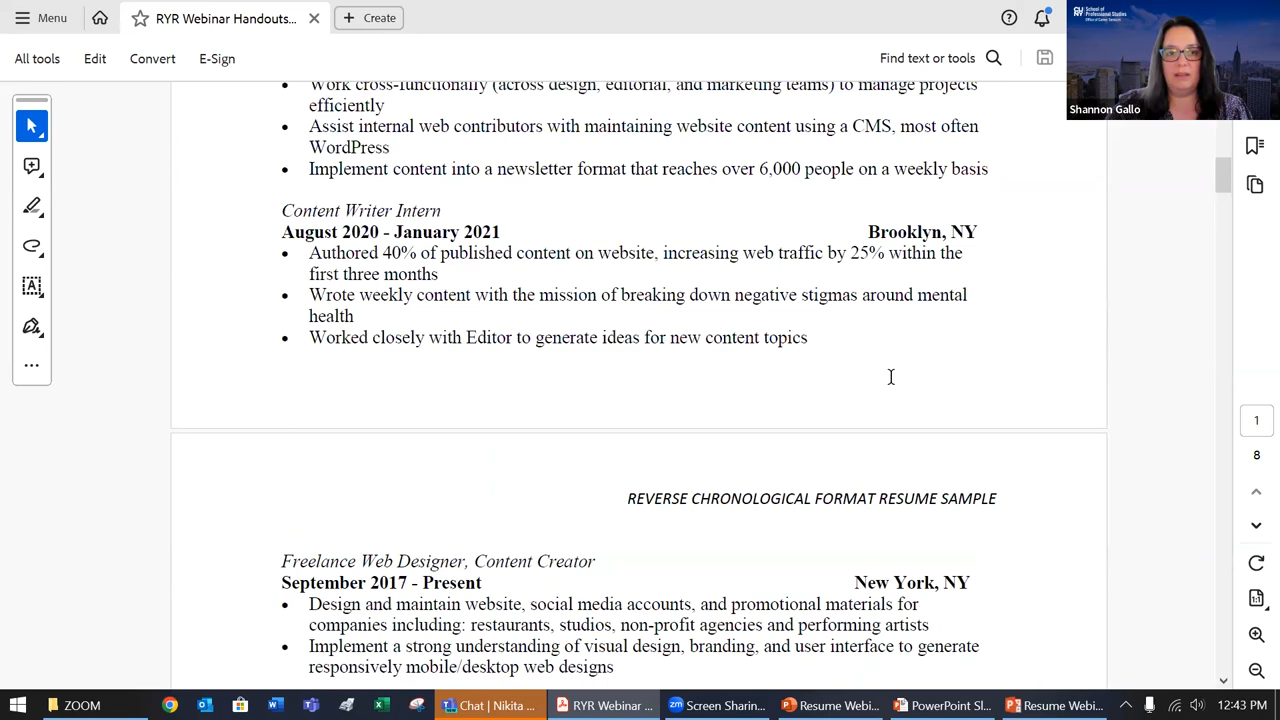 Menu
RYR Webinar Handouts...
Create
CUNY School of
Professional Studies
Office of Career Services
Shannon Gallo
All tools
Edit
Convert
E-Sign
Find text or tools
Work cross-functionally (across design, editorial, and marketing teams) to manage projects
efficiently
Assist internal web contributors with maintaining website content using a CMS, most often
WordPress
Implement content into a newsletter format that reaches over 6,000 people on a weekly basis
Content Writer Intern
August 2020 - January 2021 Brooklyn, NY
Authored 40% of published content on website, increasing web traffic by 25% within the
first three months
Wrote weekly content with the mission of breaking down negative stigmas around mental
health
Worked closely with Editor to generate ideas for new content topics
1
8
REVERSE CHRONOLOGICAL FORMAT RESUME SAMPLE
Freelance Web Designer, Content Creator
September 2017 - Present New York, NY
Design and maintain website, social media accounts, and promotional materials for
companies including: restaurants, studios, non-profit agencies and performing artists
Implement a strong understanding of visual design, branding, and user interface to generate
responsively mobile/desktop web designs
ZOOM
Chat | Nikita ...
RYR Webinar ...
Screen Sharin...
Resume Webi...
PowerPoint Sl...
Resume Webi...
12:43 PM